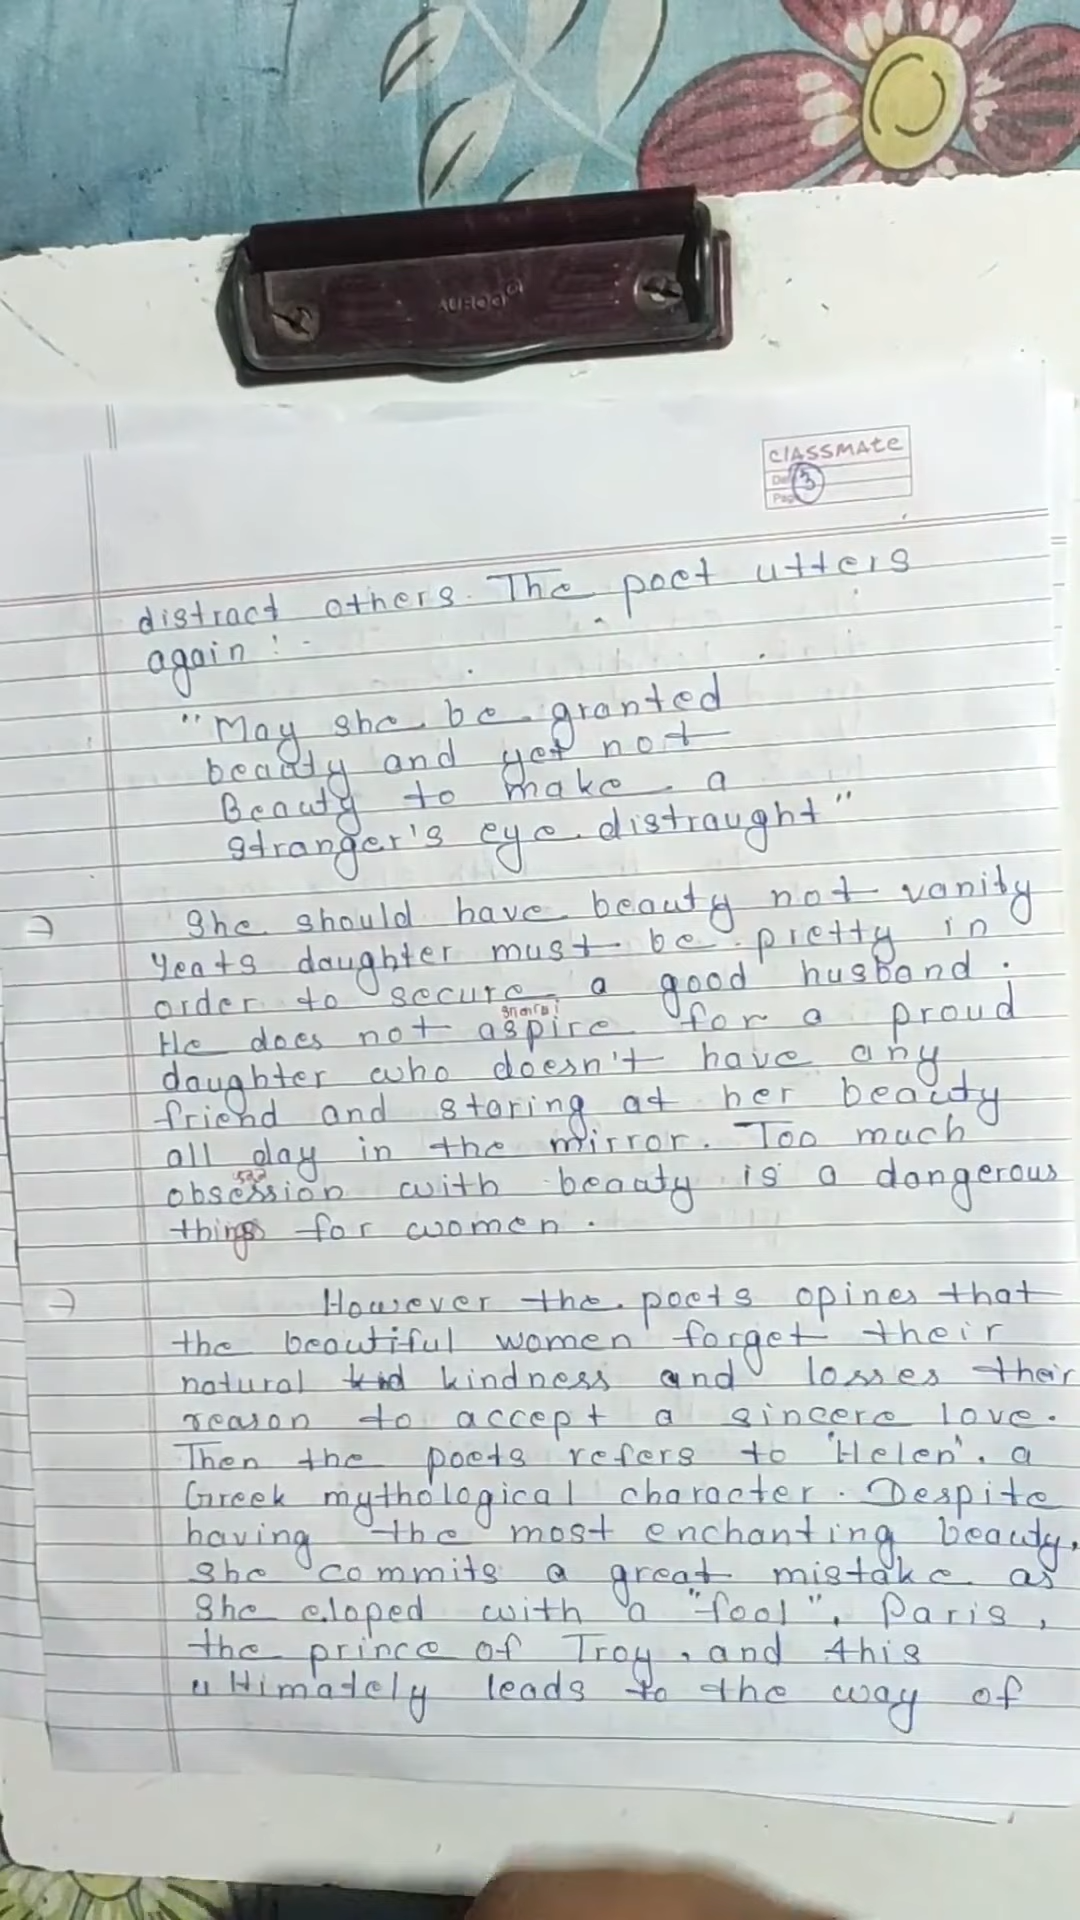 CLASSMATE
3
distract others. The poet utters
again :-
"May she be granted
beauty and yet not
Beauty to make a
stranger's eye distraught"
→ She should have beauty not vanity
Yeats daughter must be pretty in
order to secure a good husband.
He does not aspire for a proud
daughter who doesn't have any
friend and staring at her beauty
all day in the mirror. Too much
obsession with beauty is a dangerous
things for women.
→ However the poets opines that
the beautiful women forget their
natural kid kindness and losses their
reason to accept a sincere love.
Then the poets refers to 'Helen', a
Greek mythological character. Despite
having the most enchanting beauty,
she commits a great mistake as
she eloped with a "fool", Paris,
the prince of Troy, and this
ultimately leads to the way of